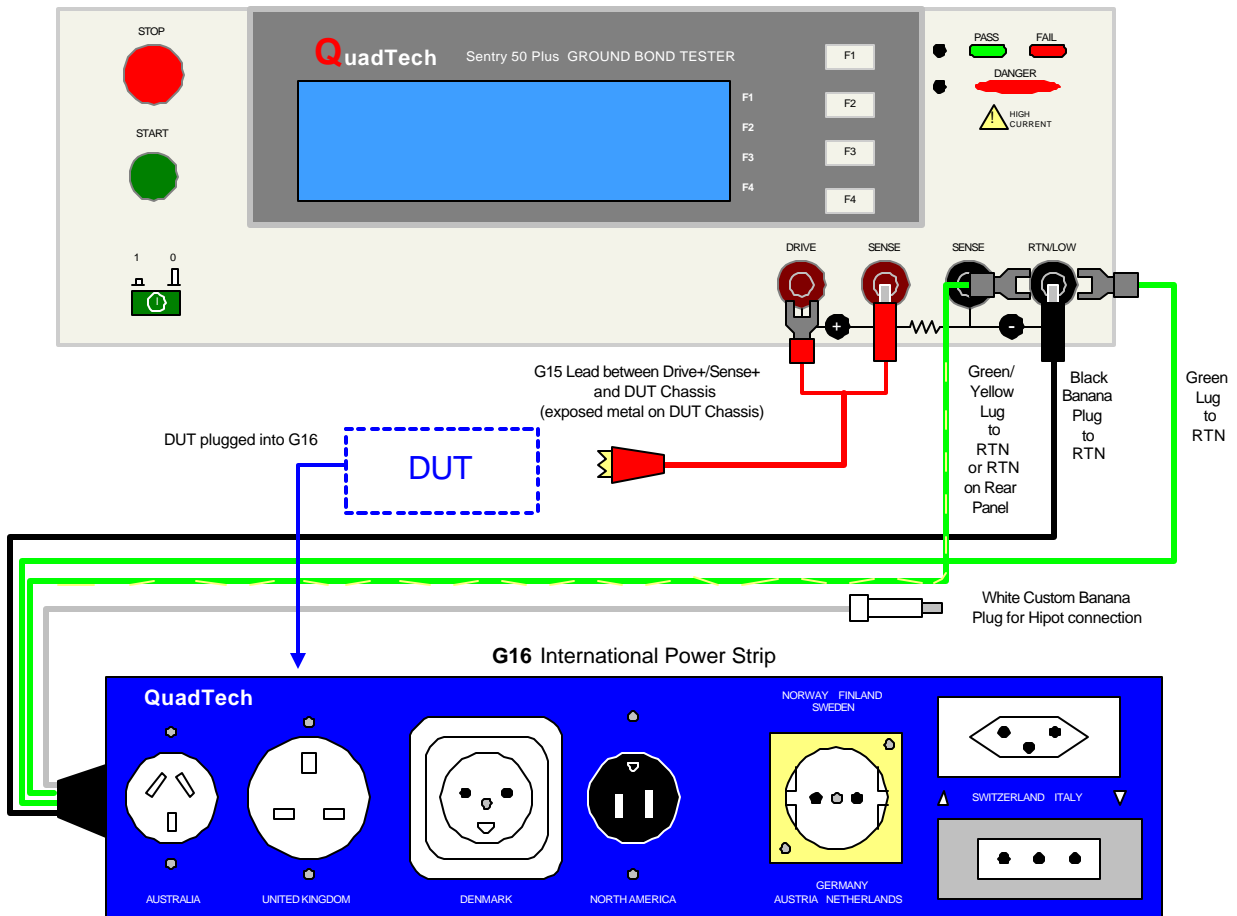 STOP
START
1 0
QuadTech Sentry 50 Plus GROUND BOND TESTER
F1
F2
F3
F4
F1
F2
F3
F4
PASS FAIL
DANGER
!
HIGH
CURRENT
DRIVE SENSE SENSE RTN/LOW
+ -
G15 Lead between Drive+/Sense+
and DUT Chassis
(exposed metal on DUT Chassis)
Green/
Yellow
Lug
to
RTN
or RTN
on Rear
Panel
Black
Banana
Plug
to
RTN
Green
Lug
to
RTN
DUT plugged into G16
DUT
White Custom Banana
Plug for Hipot connection
G16 International Power Strip
QuadTech
AUSTRALIA
UNITED KINGDOM
DENMARK
NORTH AMERICA
NORWAY FINLAND
SWEDEN
GERMANY
AUSTRIA NETHERLANDS
SWITZERLAND ITALY